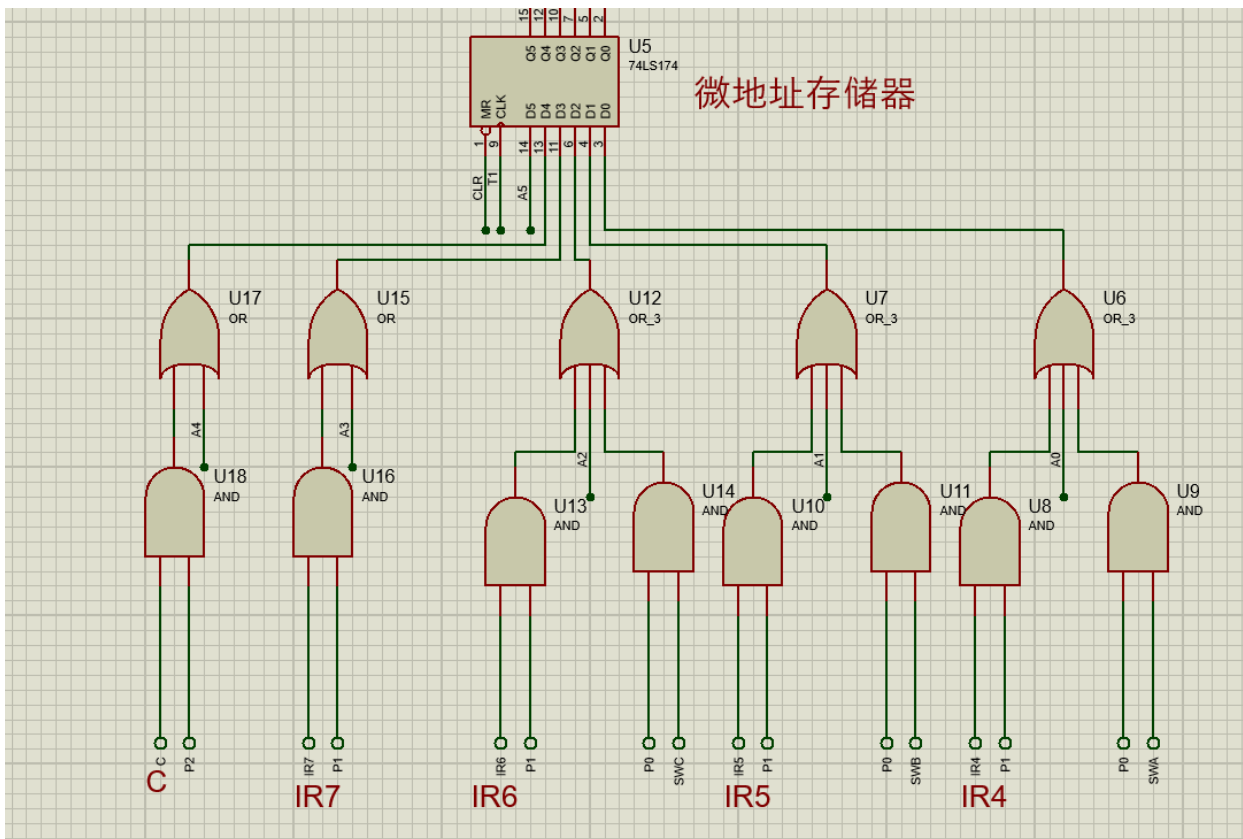 15 12 10 7 5 2
Q5 Q4 Q3 Q2 Q1 Q0
U5
74LS174
微地址存储器
MR CLK D5 D4 D3 D2 D1 D0
1 9 14 13 11 6 4 3
CLR T1 A5
U17
OR
U15
OR
U12
OR_3
U7
OR_3
U6
OR_3
A4 A3 A2 A1 A0
U18
AND
U16
AND
U13
AND
U14
AND
U10
AND
U11
AND
U8
AND
U9
AND
C P2 IR7 P1 IR6 P1 P0 SWC IR5 P1 P0 SWB IR4 P1 P0 SWA
C IR7 IR6 IR5 IR4